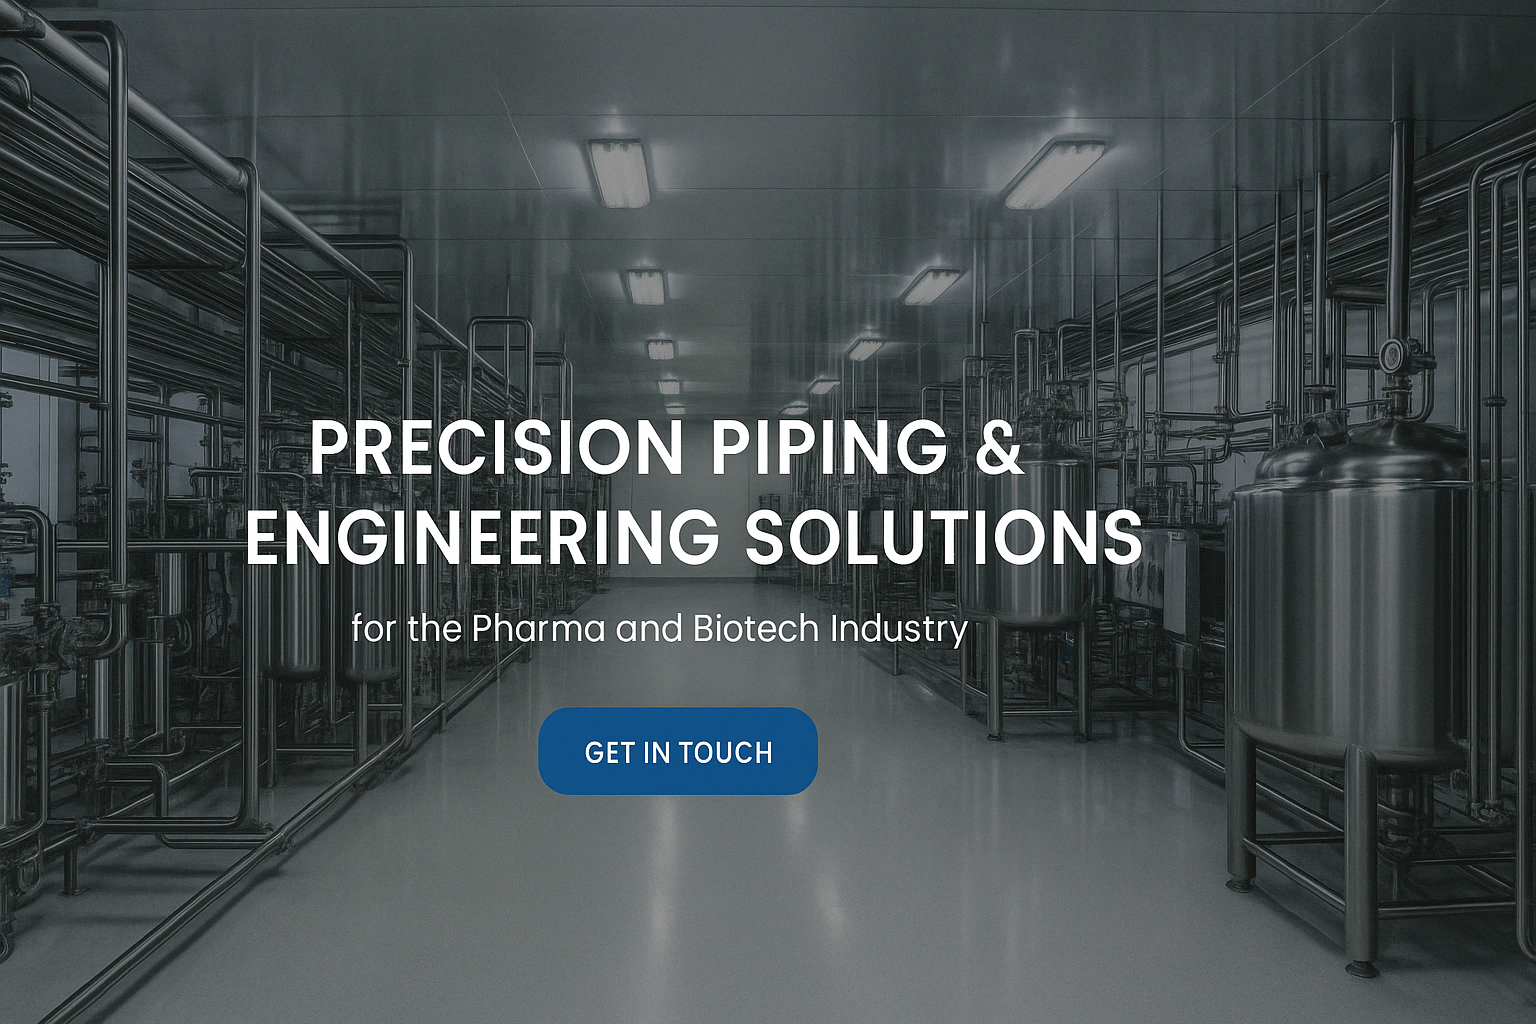 PRECISION PIPING &
ENGINEERING SOLUTIONS
for the Pharma and Biotech Industry
GET IN TOUCH